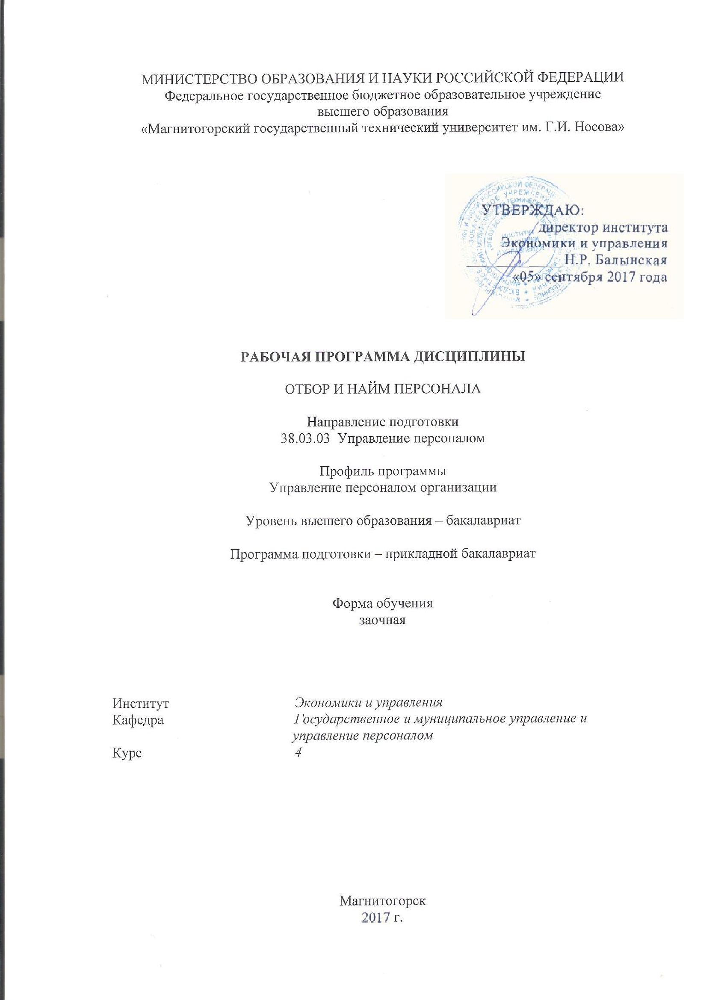 МИНИСТЕРСТВО ОБРАЗОВАНИЯ И НАУКИ РОССИЙСКОЙ ФЕДЕРАЦИИ
Федеральное государственное бюджетное образовательное учреждение
высшего образования
«Магнитогорский государственный технический университет им. Г.И. Носова»
УТВЕРЖДАЮ:
директор института
Экономики и управления
Н.Р. Балынская
«05» сентября 2017 года
ИНСТИТУТ
И УПРАВЛЕНИЯ
РАБОЧАЯ ПРОГРАММА ДИСЦИПЛИНЫ
ОТБОР И НАЙМ ПЕРСОНАЛА
Направление подготовки
38.03.03 Управление персоналом
Профиль программы
Управление персоналом организации
Уровень высшего образования – бакалавриат
Программа подготовки – прикладной бакалавриат
Форма обучения
заочная
Институт Экономики и управления
Кафедра Государственное и муниципальное управление и
управление персоналом
Курс 4
Магнитогорск
2017 г.